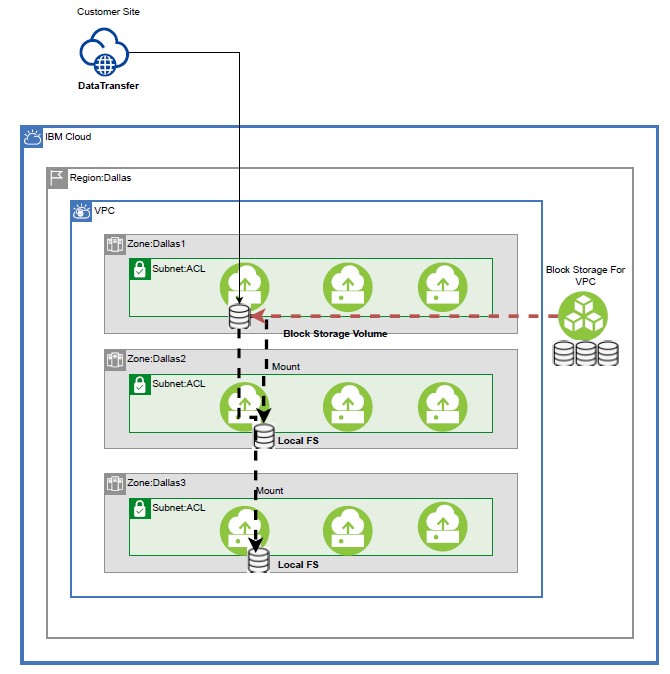 Customer Site
DataTransfer
IBM Cloud
Region:Dallas
VPC
Zone:Dallas1
Subnet:ACL
Block Storage For
VPC
Block Storage Volume
Zone:Dallas2
Mount
Subnet:ACL
Local FS
Zone:Dallas3
Mount
Subnet:ACL
Local FS